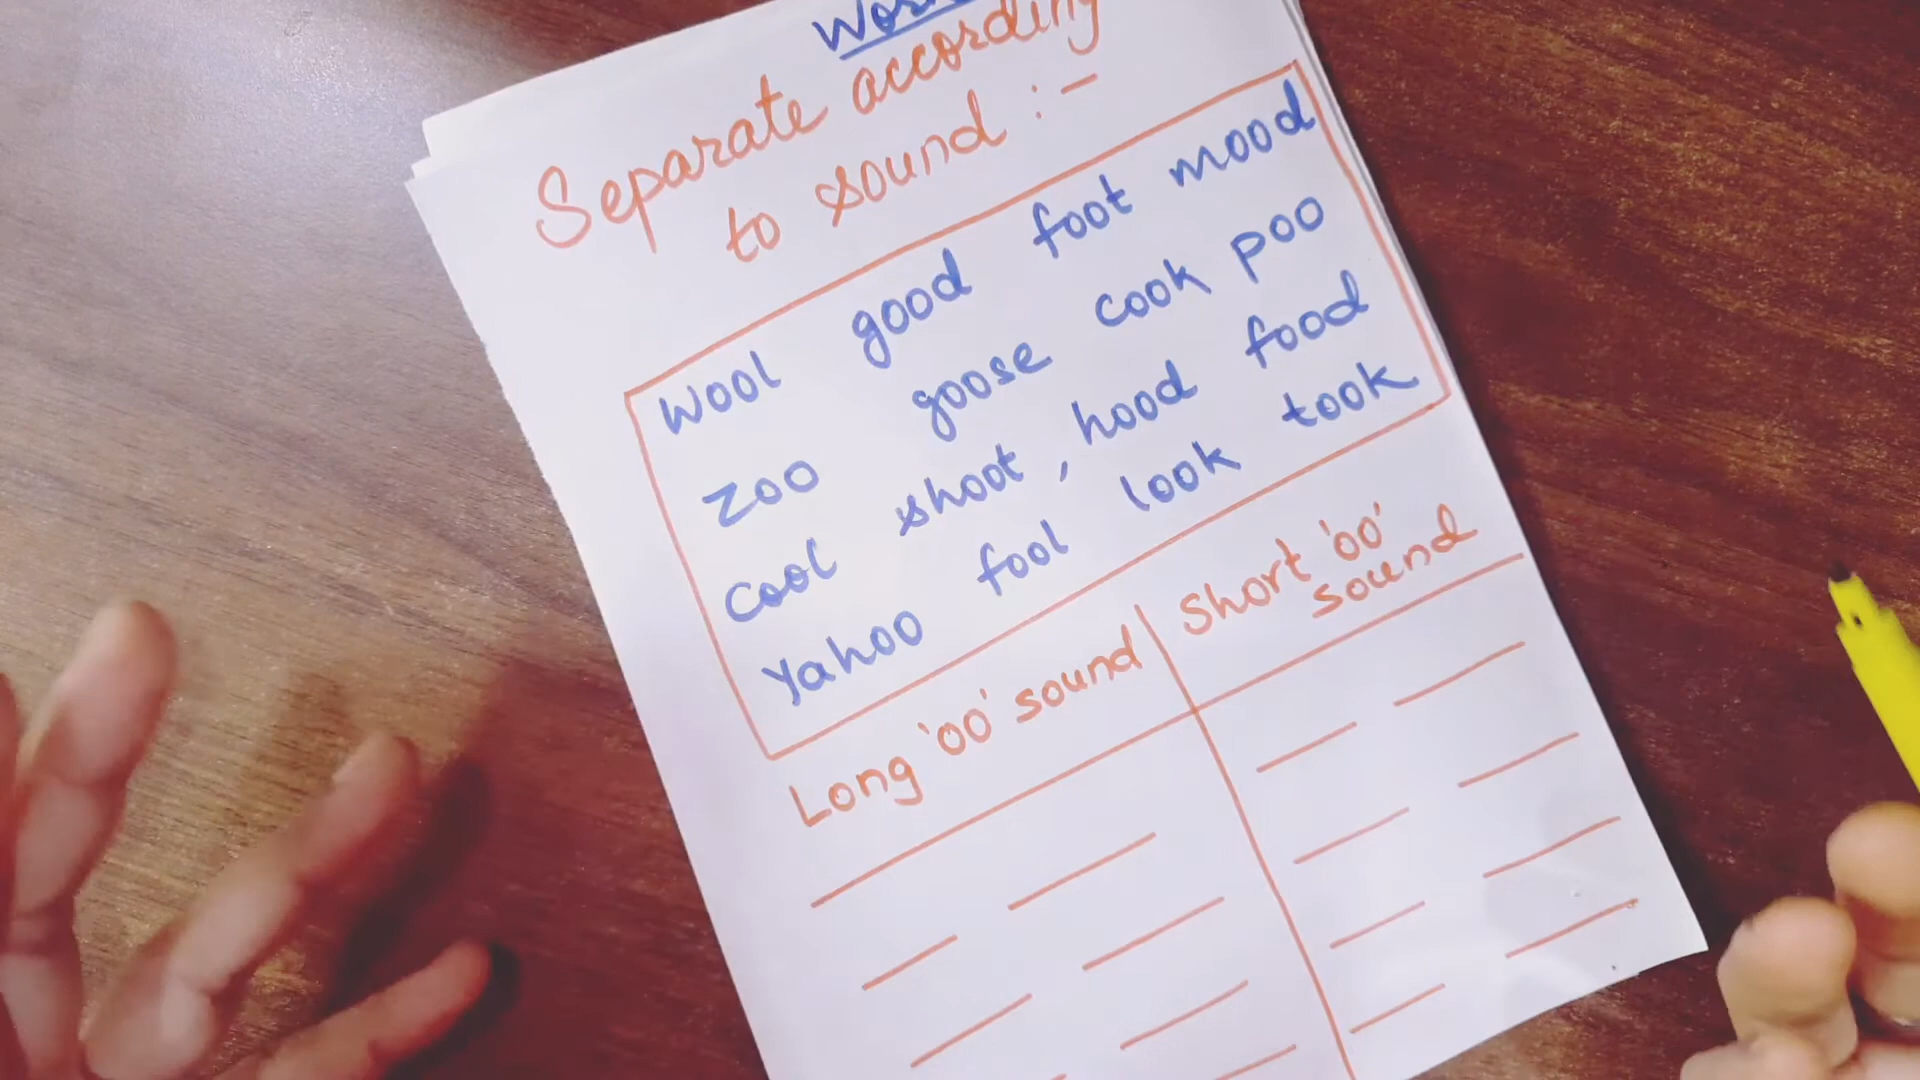 Separate according
to sound :-
wool good foot mood
zoo goose cook poo
cool shoot , hood food
Yahoo fool look took
Long 'oo' sound
Short 'oo'
sound